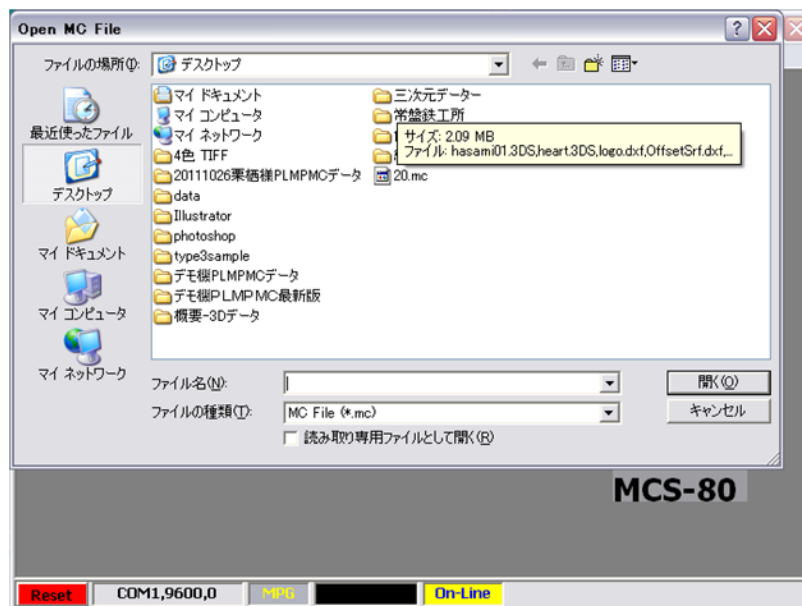 Open MC File
ファイルの場所(I):
デスクトップ
最近使ったファイル
デスクトップ
マイ ドキュメント
マイ コンピュータ
マイ ネットワーク
マイ ドキュメント
マイ コンピュータ
マイ ネットワーク
4色 TIFF
20111026栗栖様PLMPMCデータ
data
Illustrator
photoshop
type3sample
デモ機PLMPMCデータ
デモ機PLMPMC最新版
概要-3Dデータ
三次元データー
常盤鉄工所
20.mc
サイズ: 2.09 MB
ファイル: hasami01.3DS,heart.3DS,logo.dxf,OffsetSrf.dxf,...
ファイル名(N):
開く(O)
ファイルの種類(T):
MC File (*.mc)
キャンセル
読み取り専用ファイルとして開く(R)
MCS-80
Reset
COM1,9600,0
MPG
On-Line